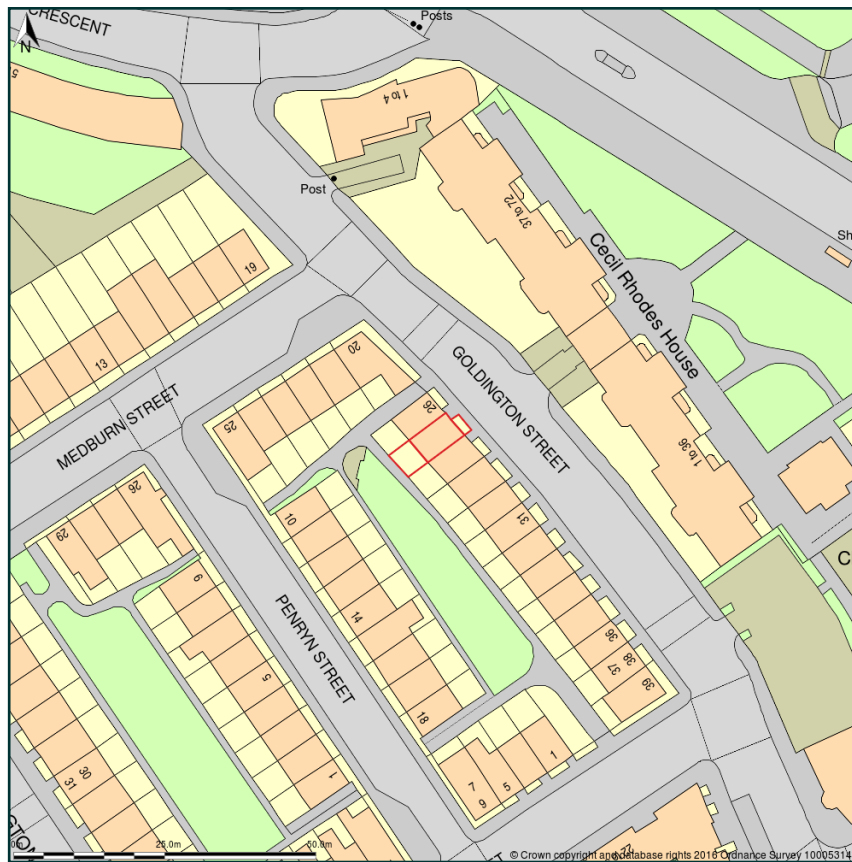 CRESCENT
N
Posts
51
1 to 4
Post
37 to 72
Sh
19
Cecil Rhodes House
13
20
GOLDINGTON STREET
MEDBURN STREET
26
25
1 to 36
26
10
31
29
C
9
PENRYN STREET
14
36
5
38
37
39
18
1
30
7
5
1
31
9
22
25.0m
50.0m
© Crown copyright and database rights 2016 Ordnance Survey 10005314